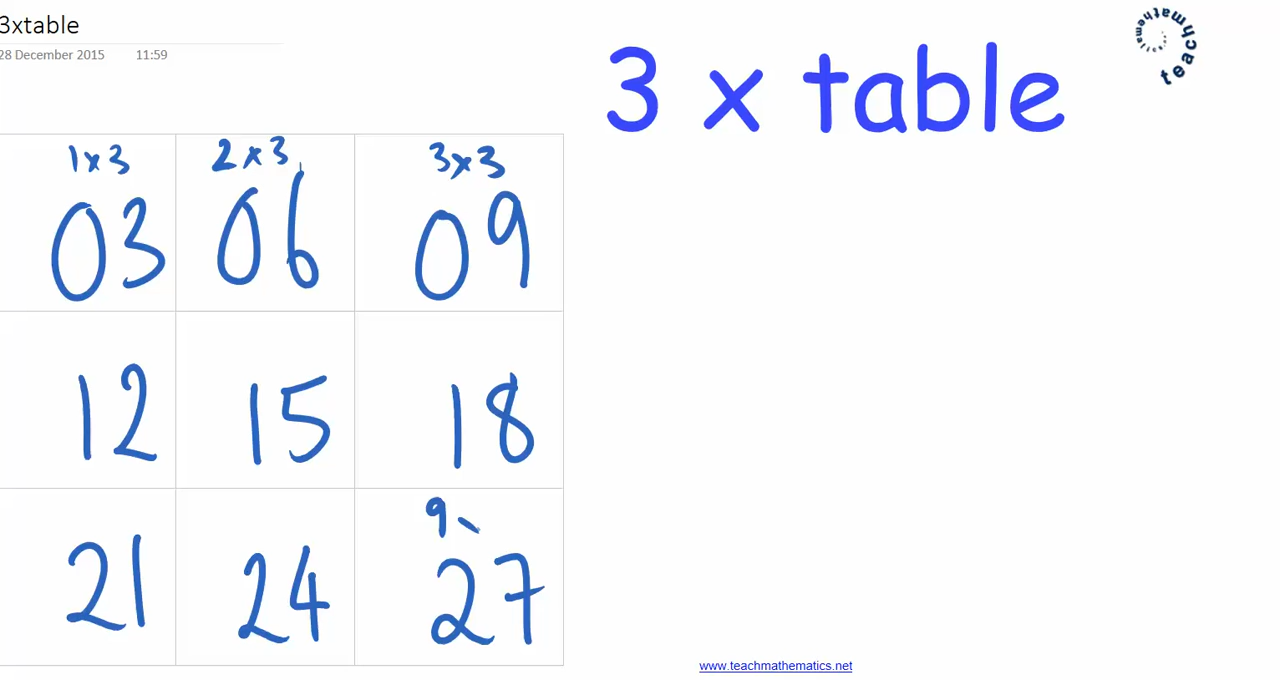 3xtable
28 December 2015 11:59
3 x table
teachmathematics
1x3 2x3 3x3
03 06 09
12 15 18
9
21 24 27
www.teachmathematics.net